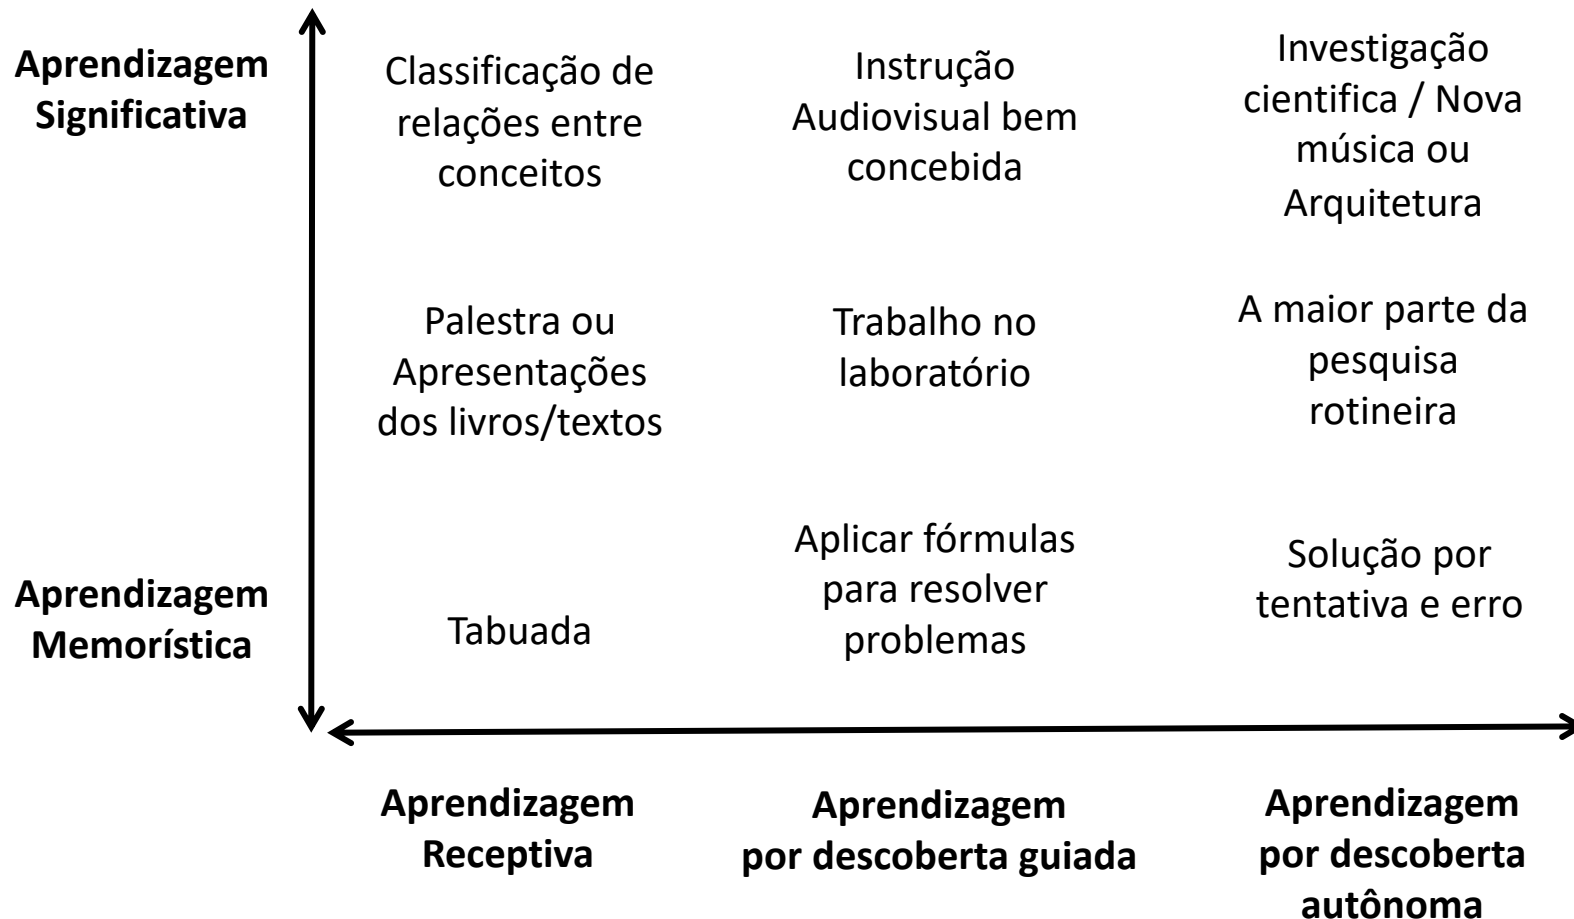 Aprendizagem
Significativa
Classificação de
relações entre
conceitos
Instrução
Audiovisual bem
concebida
Investigação
cientifica / Nova
música ou
Arquitetura
Palestra ou
Apresentações
dos livros/textos
Trabalho no
laboratório
A maior parte da
pesquisa
rotineira
Aprendizagem
Memorística
Tabuada
Aplicar fórmulas
para resolver
problemas
Solução por
tentativa e erro
Aprendizagem
Receptiva
Aprendizagem
por descoberta guiada
Aprendizagem
por descoberta
autônoma